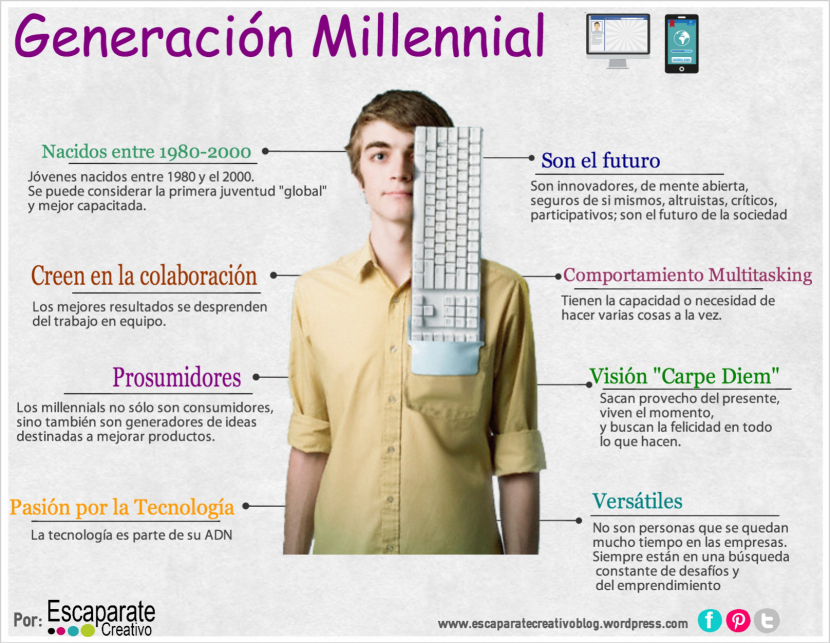 Generación Millennial
Nacidos entre 1980-2000
Jóvenes nacidos entre 1980 y el 2000.
Se puede considerar la primera juventud "global"
y mejor capacitada.
Creen en la colaboración
Los mejores resultados se desprenden
del trabajo en equipo.
Prosumidores
Los millennials no sólo son consumidores,
sino también son generadores de ideas
destinadas a mejorar productos.
Pasión por la Tecnología
La tecnología es parte de su ADN
Son el futuro
Son innovadores, de mente abierta,
seguros de si mismos, altruistas, críticos,
participativos; son el futuro de la sociedad
Comportamiento Multitasking
Tienen la capacidad o necesidad de
hacer varias cosas a la vez.
Visión "Carpe Diem"
Sacan provecho del presente,
viven el momento,
y buscan la felicidad en todo
lo que hacen.
Versátiles
No son personas que se quedan
mucho tiempo en las empresas.
Siempre están en una búsqueda
constante de desafíos y
del emprendimiento
Por: Escaparate
Creativo
www.escaparatecreativoblog.wordpress.com